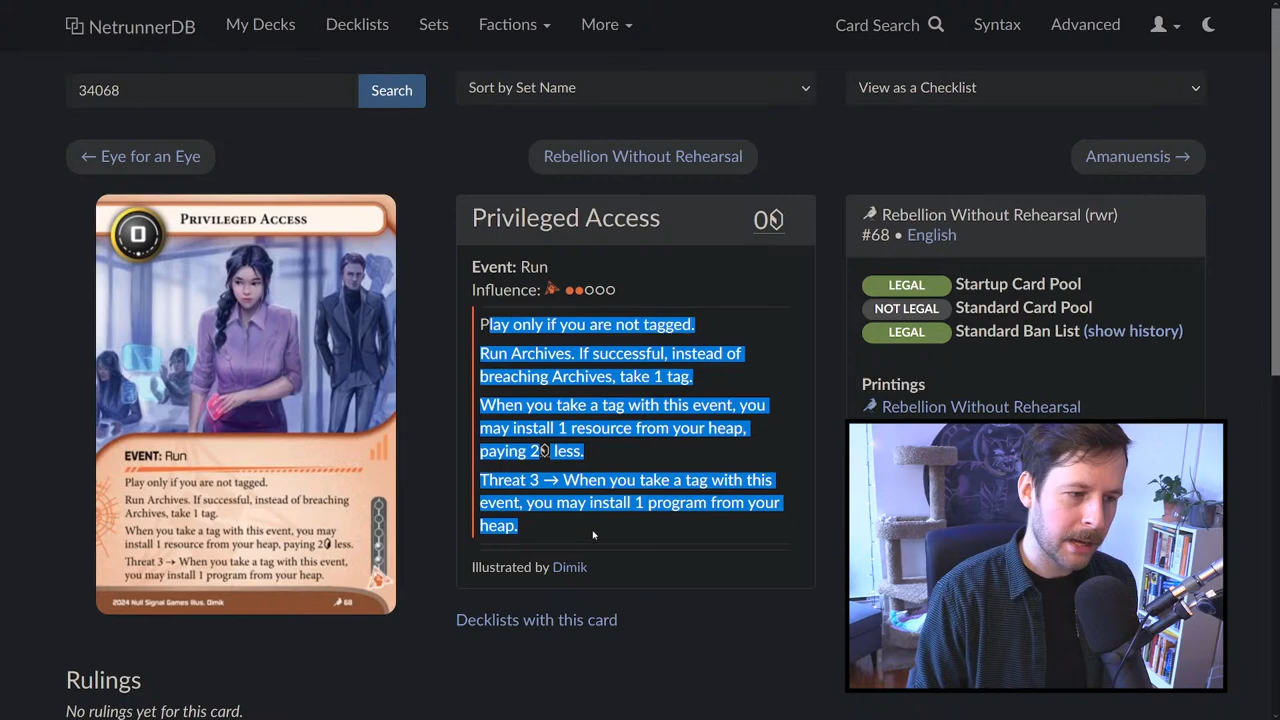 NetrunnerDB
My Decks
Decklists
Sets
Factions
More
Card Search
Syntax
Advanced
34068
Search
Sort by Set Name
View as a Checklist
← Eye for an Eye
Rebellion Without Rehearsal
Amanuensis →
0
PRIVILEGED ACCESS
EVENT: Run
Play only if you are not tagged.
Run Archives. If successful, instead of breaching
Archives, take 1 tag.
When you take a tag with this event, you may
install 1 resource from your heap, paying 2 less.
Threat 3 → When you take a tag with this event,
you may install 1 program from your heap.
2024 Null Signal Games Illus. Dimik
68
Privileged Access
0
Event: Run
Influence:
Play only if you are not tagged.
Run Archives. If successful, instead of
breaching Archives, take 1 tag.
When you take a tag with this event, you
may install 1 resource from your heap,
paying 2 less.
Threat 3 → When you take a tag with this
event, you may install 1 program from your
heap.
Illustrated by Dimik
Decklists with this card
Rebellion Without Rehearsal (rwr)
#68 • English
LEGAL Startup Card Pool
NOT LEGAL Standard Card Pool
LEGAL Standard Ban List (show history)
Printings
Rebellion Without Rehearsal
Rulings
No rulings yet for this card.